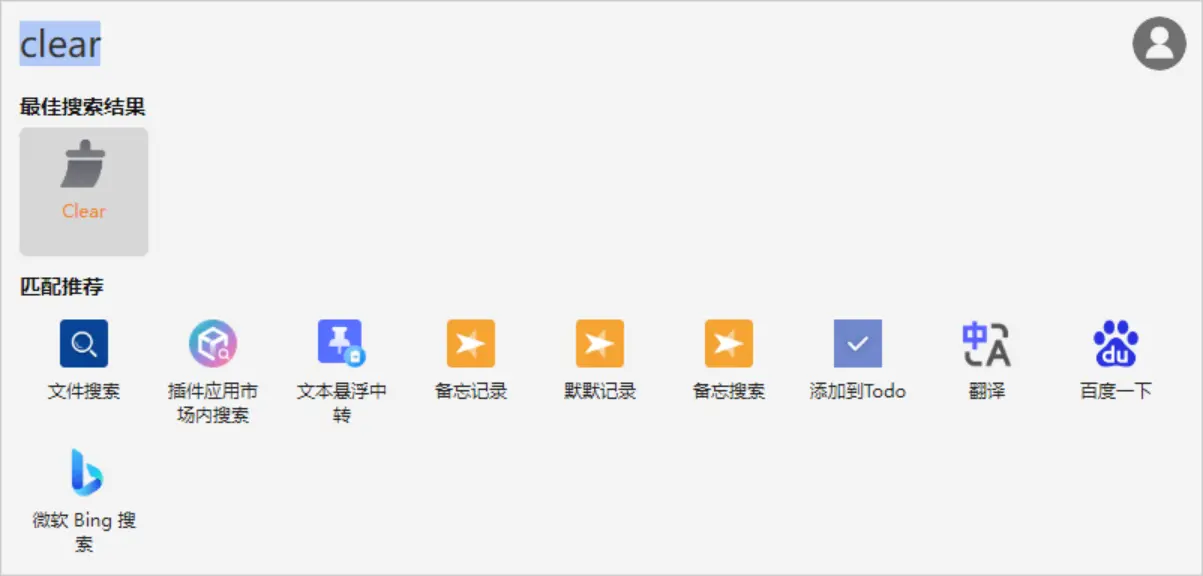 clear
最佳搜索结果
Clear
匹配推荐
文件搜索
插件应用市
场内搜索
文本悬浮中
转
备忘记录
默默记录
备忘搜索
添加到Todo
中
A
翻译
du
百度一下
微软 Bing 搜
索